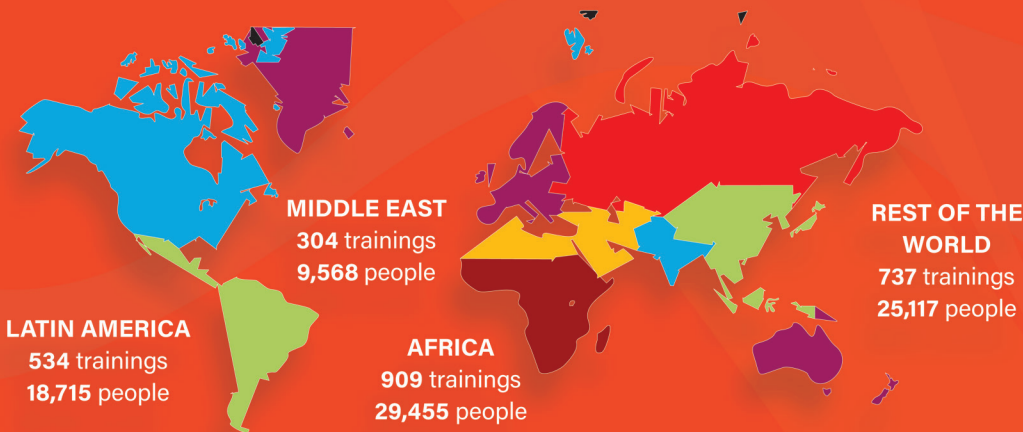 MIDDLE EAST
304 trainings
9,568 people
REST OF THE
WORLD
737 trainings
25,117 people
LATIN AMERICA
534 trainings
18,715 people
AFRICA
909 trainings
29,455 people